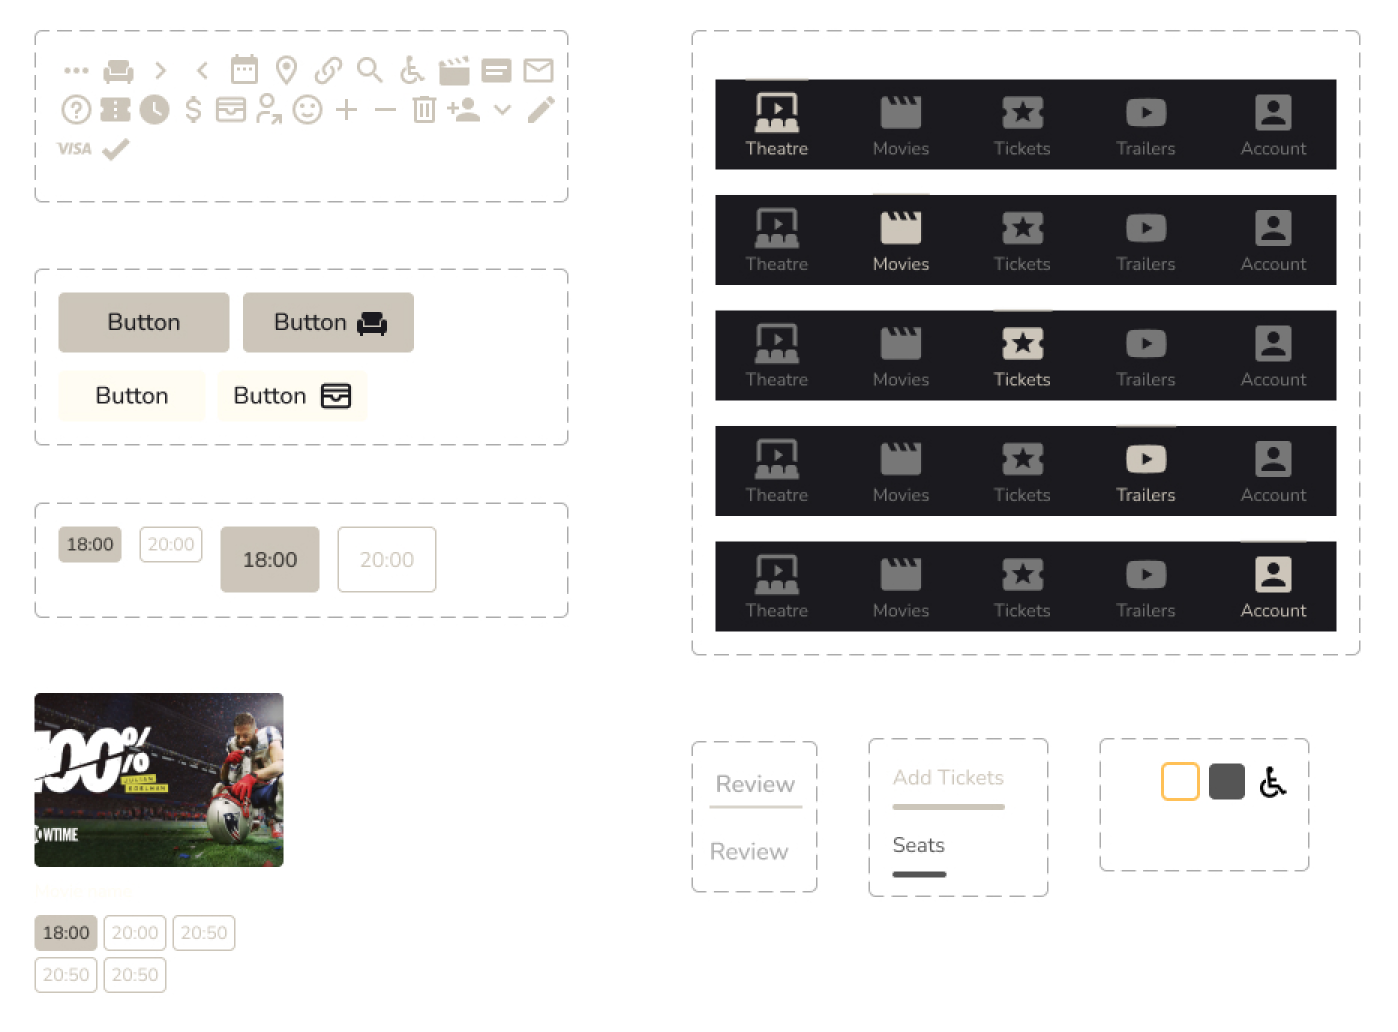 VISA
Button
Button
Button
Button
18:00
20:00
18:00
20:00
100%
JULIAN
EDELMAN
OWTIME
18:00
20:00
20:50
20:50
20:50
Theatre
Movies
Tickets
Trailers
Account
Theatre
Movies
Tickets
Trailers
Account
Theatre
Movies
Tickets
Trailers
Account
Theatre
Movies
Tickets
Trailers
Account
Theatre
Movies
Tickets
Trailers
Account
Review
Review
Add Tickets
Seats